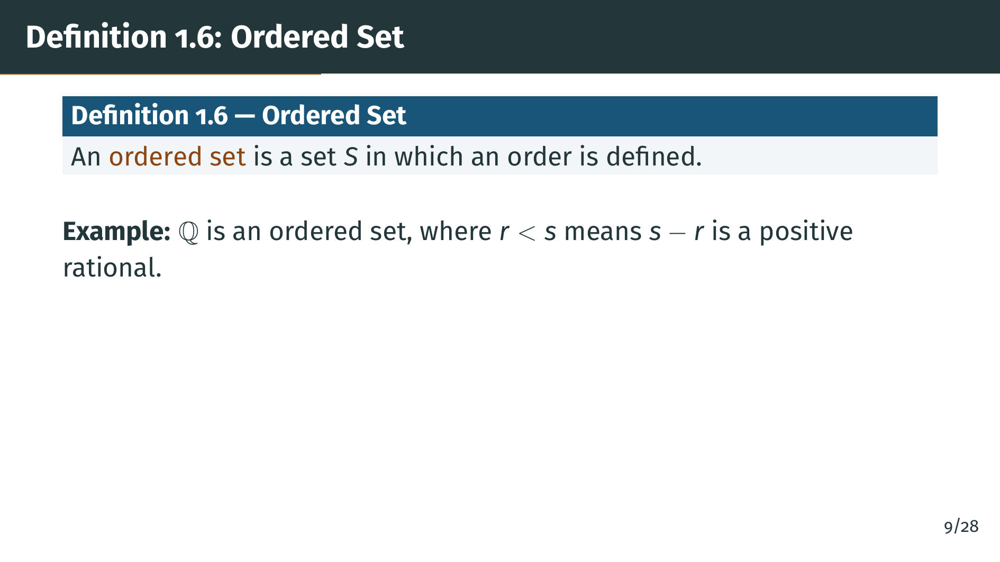 Definition 1.6: Ordered Set
Definition 1.6 — Ordered Set
An ordered set is a set S in which an order is defined.
Example: ℚ is an ordered set, where r < s means s − r is a positive
rational.
9/28